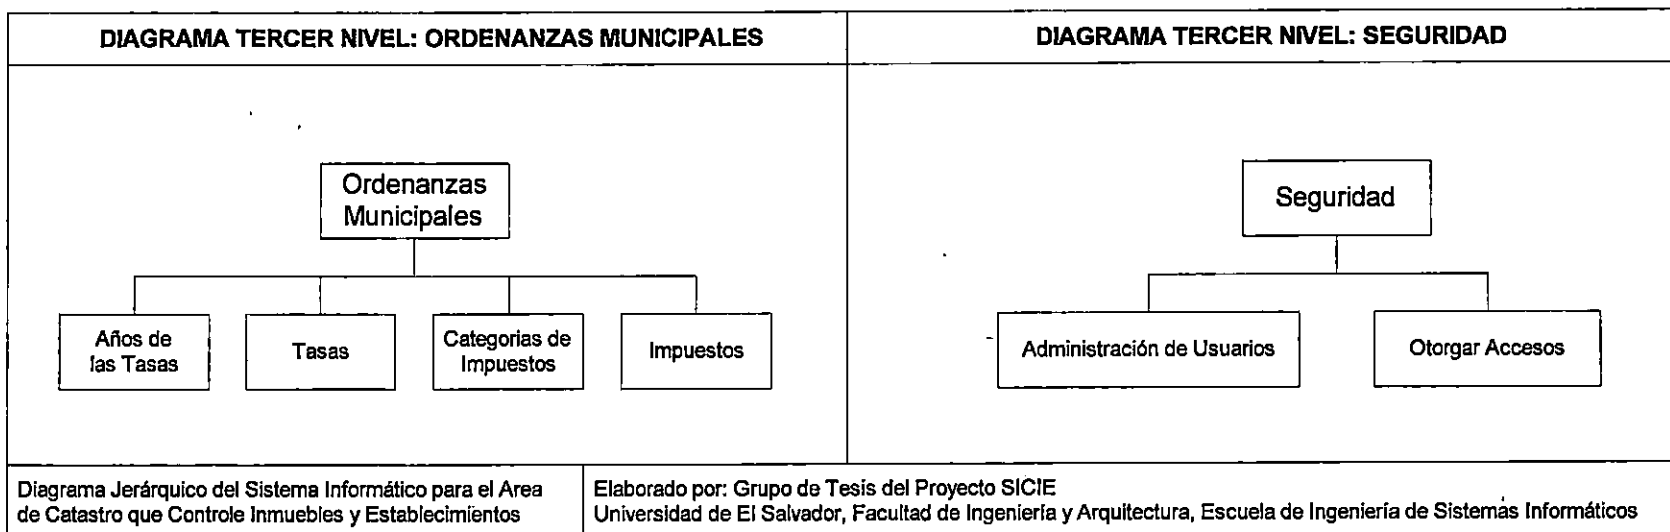 DIAGRAMA TERCER NIVEL: ORDENANZAS MUNICIPALES
DIAGRAMA TERCER NIVEL: SEGURIDAD
Ordenanzas
Municipales
Años de
las Tasas
Tasas
Categorias de
Impuestos
Impuestos
Seguridad
Administración de Usuarios
Otorgar Accesos
Diagrama Jerárquico del Sistema Informático para el Area
de Catastro que Controle Inmuebles y Establecimientos
Elaborado por: Grupo de Tesis del Proyecto SICIE
Universidad de El Salvador, Facultad de Ingeniería y Arquitectura, Escuela de Ingeniería de Sistemas Informáticos